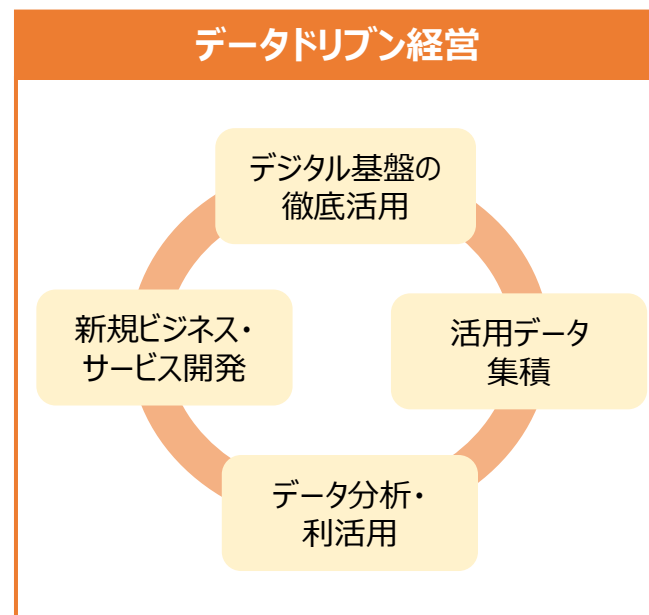 データドリブン経営
デジタル基盤の
徹底活用
新規ビジネス・
サービス開発
活用データ
集積
データ分析・
利活用